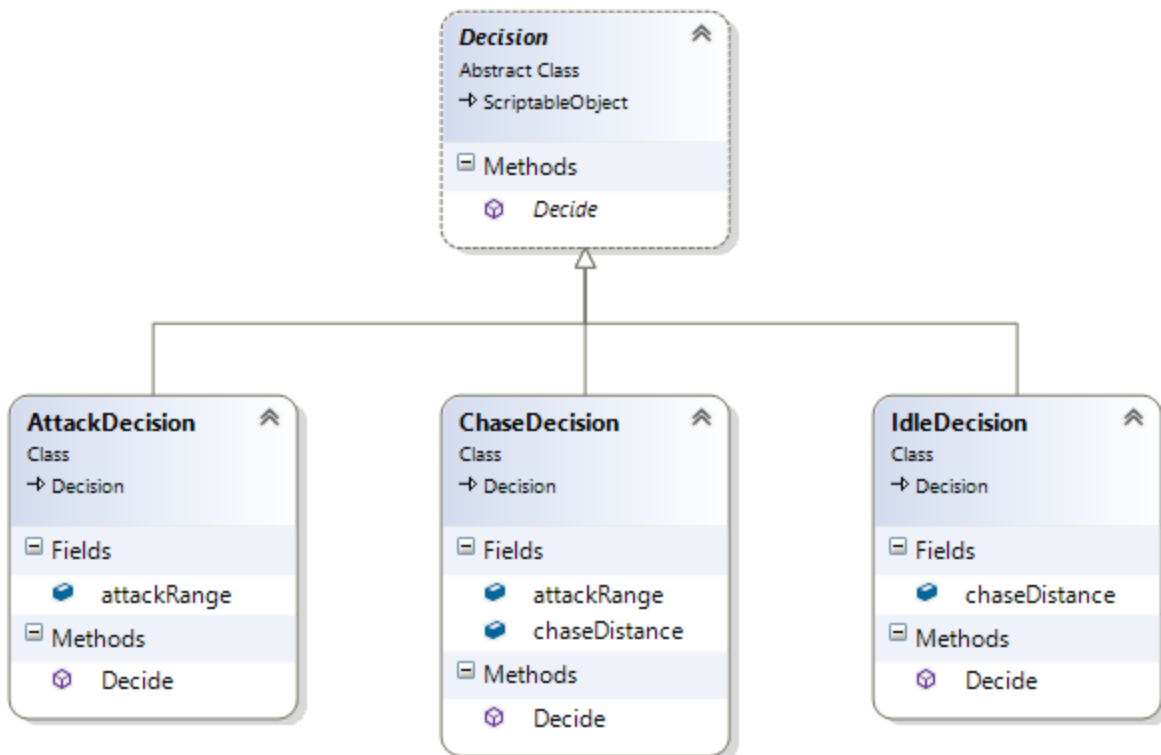 Decision
Abstract Class
ScriptableObject
Methods
Decide
AttackDecision
Class
Decision
Fields
attackRange
Methods
Decide
ChaseDecision
Class
Decision
Fields
attackRange
chaseDistance
Methods
Decide
IdleDecision
Class
Decision
Fields
chaseDistance
Methods
Decide